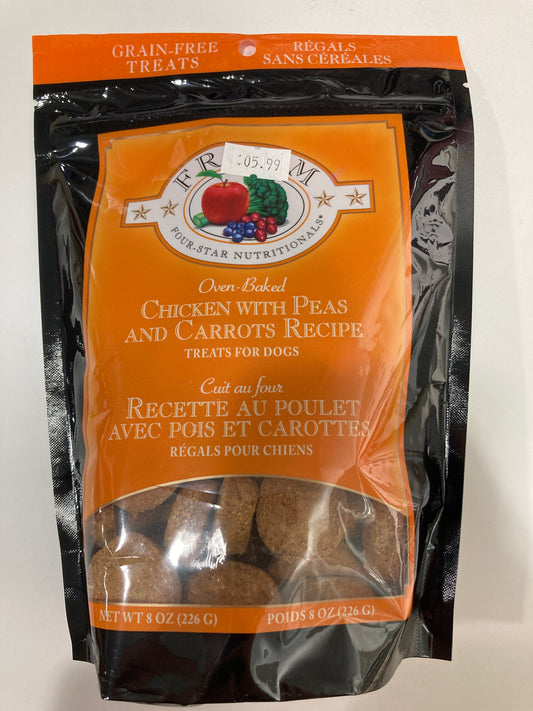 GRAIN-FREE
TREATS
RÉGALS
SANS CÉRÉALES
05.99
FOUR-STAR NUTRITIONALS®
Oven-Baked
CHICKEN WITH PEAS
AND CARROTS RECIPE
TREATS FOR DOGS
Cuit au four
RECETTE AU POULET
AVEC POIS ET CAROTTES
RÉGALS POUR CHIENS
NET WT 8 OZ (226 G)
POIDS 8 OZ (226 G)